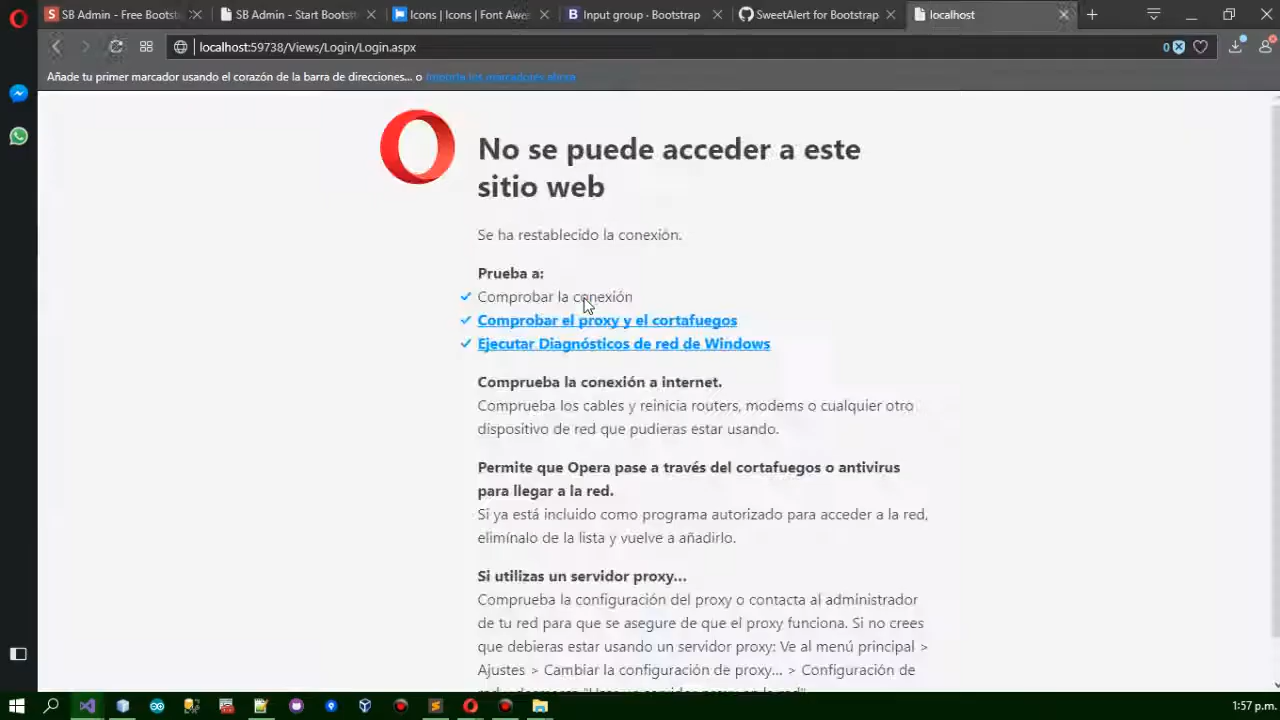 SB Admin - Free Bootst
SB Admin - Start Bootst
Icons | Icons | Font Awe
Input group · Bootstrap
SweetAlert for Bootstrap
localhost
localhost:59738/Views/Login/Login.aspx
0
Añade tu primer marcador usando el corazón de la barra de direcciones... o Importa los marcadores ahora
No se puede acceder a este
sitio web
Se ha restablecido la conexión.
Prueba a:
Comprobar la conexión
Comprobar el proxy y el cortafuegos
Ejecutar Diagnósticos de red de Windows
Comprueba la conexión a internet.
Comprueba los cables y reinicia routers, modems o cualquier otro
dispositivo de red que pudieras estar usando.
Permite que Opera pase a través del cortafuegos o antivirus
para llegar a la red.
Si ya está incluido como programa autorizado para acceder a la red,
elimínalo de la lista y vuelve a añadirlo.
Si utilizas un servidor proxy...
Comprueba la configuración del proxy o contacta al administrador
de tu red para que se asegure de que el proxy funciona. Si no crees
que debieras estar usando un servidor proxy: Ve al menú principal >
Ajustes > Cambiar la configuración de proxy... > Configuración de
1:57 p.m.